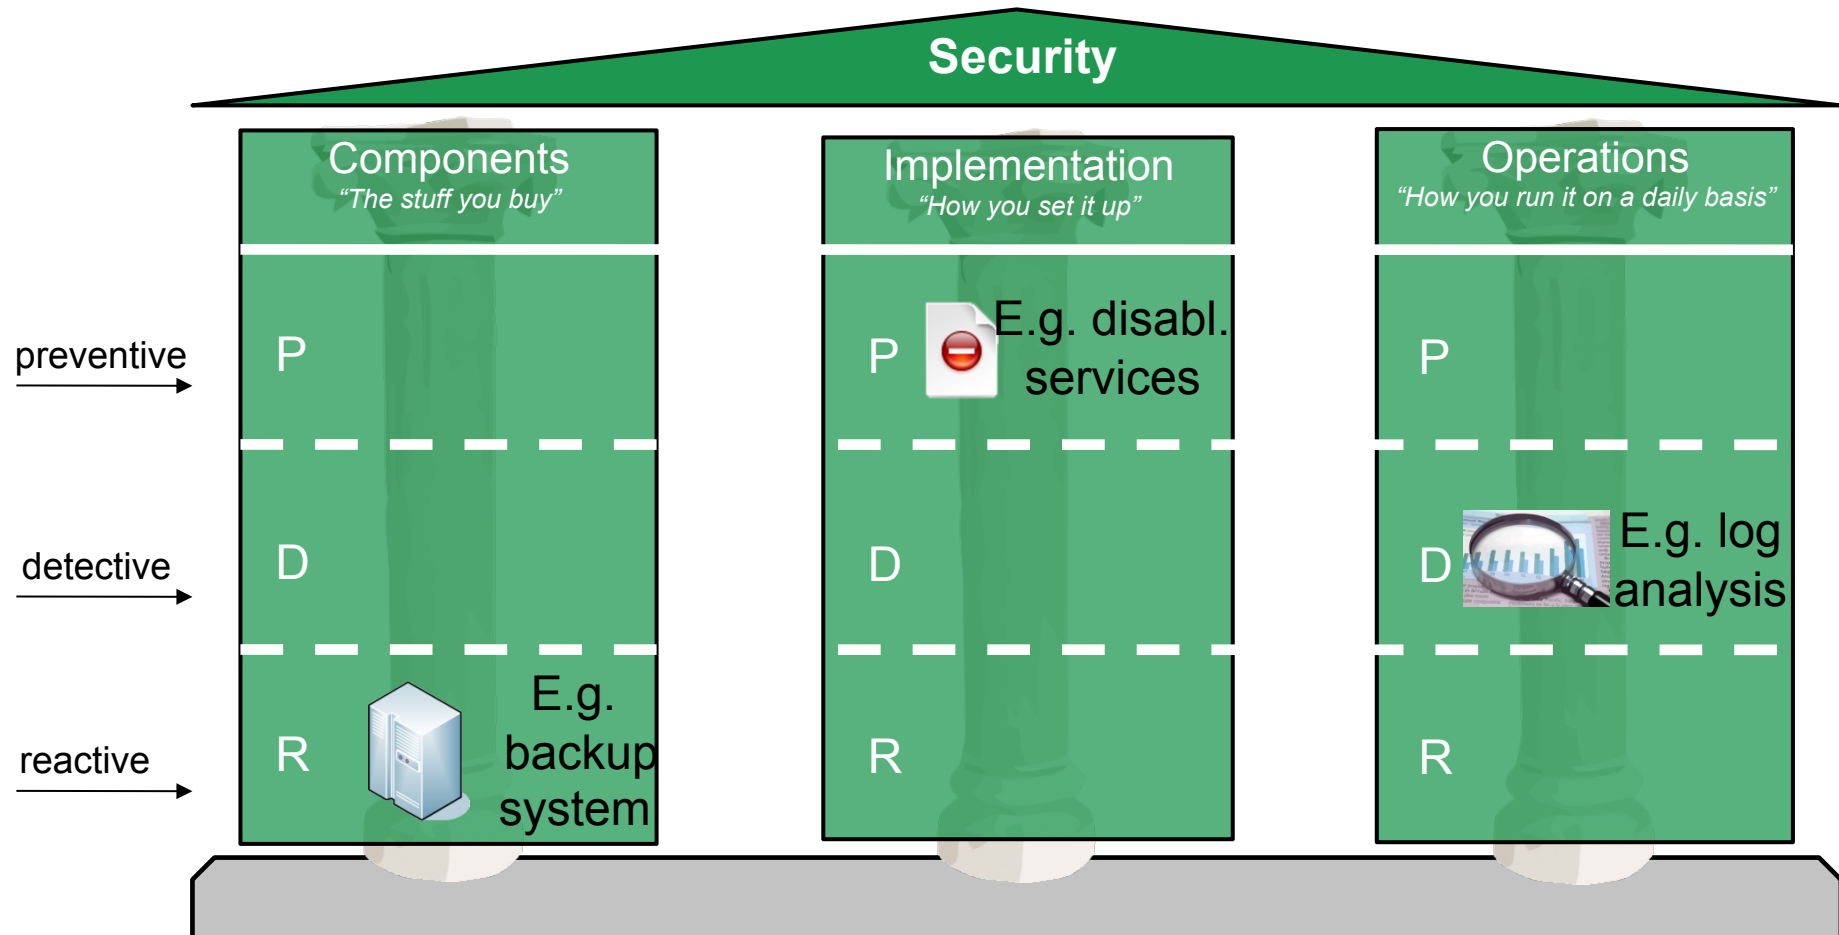 Security
Components
“The stuff you buy”
Implementation
“How you set it up”
Operations
“How you run it on a daily basis”
preventive
P
P
E.g. disabl.
services
P
detective
D
D
D
E.g. log
analysis
reactive
R
E.g.
backup
system
R
R